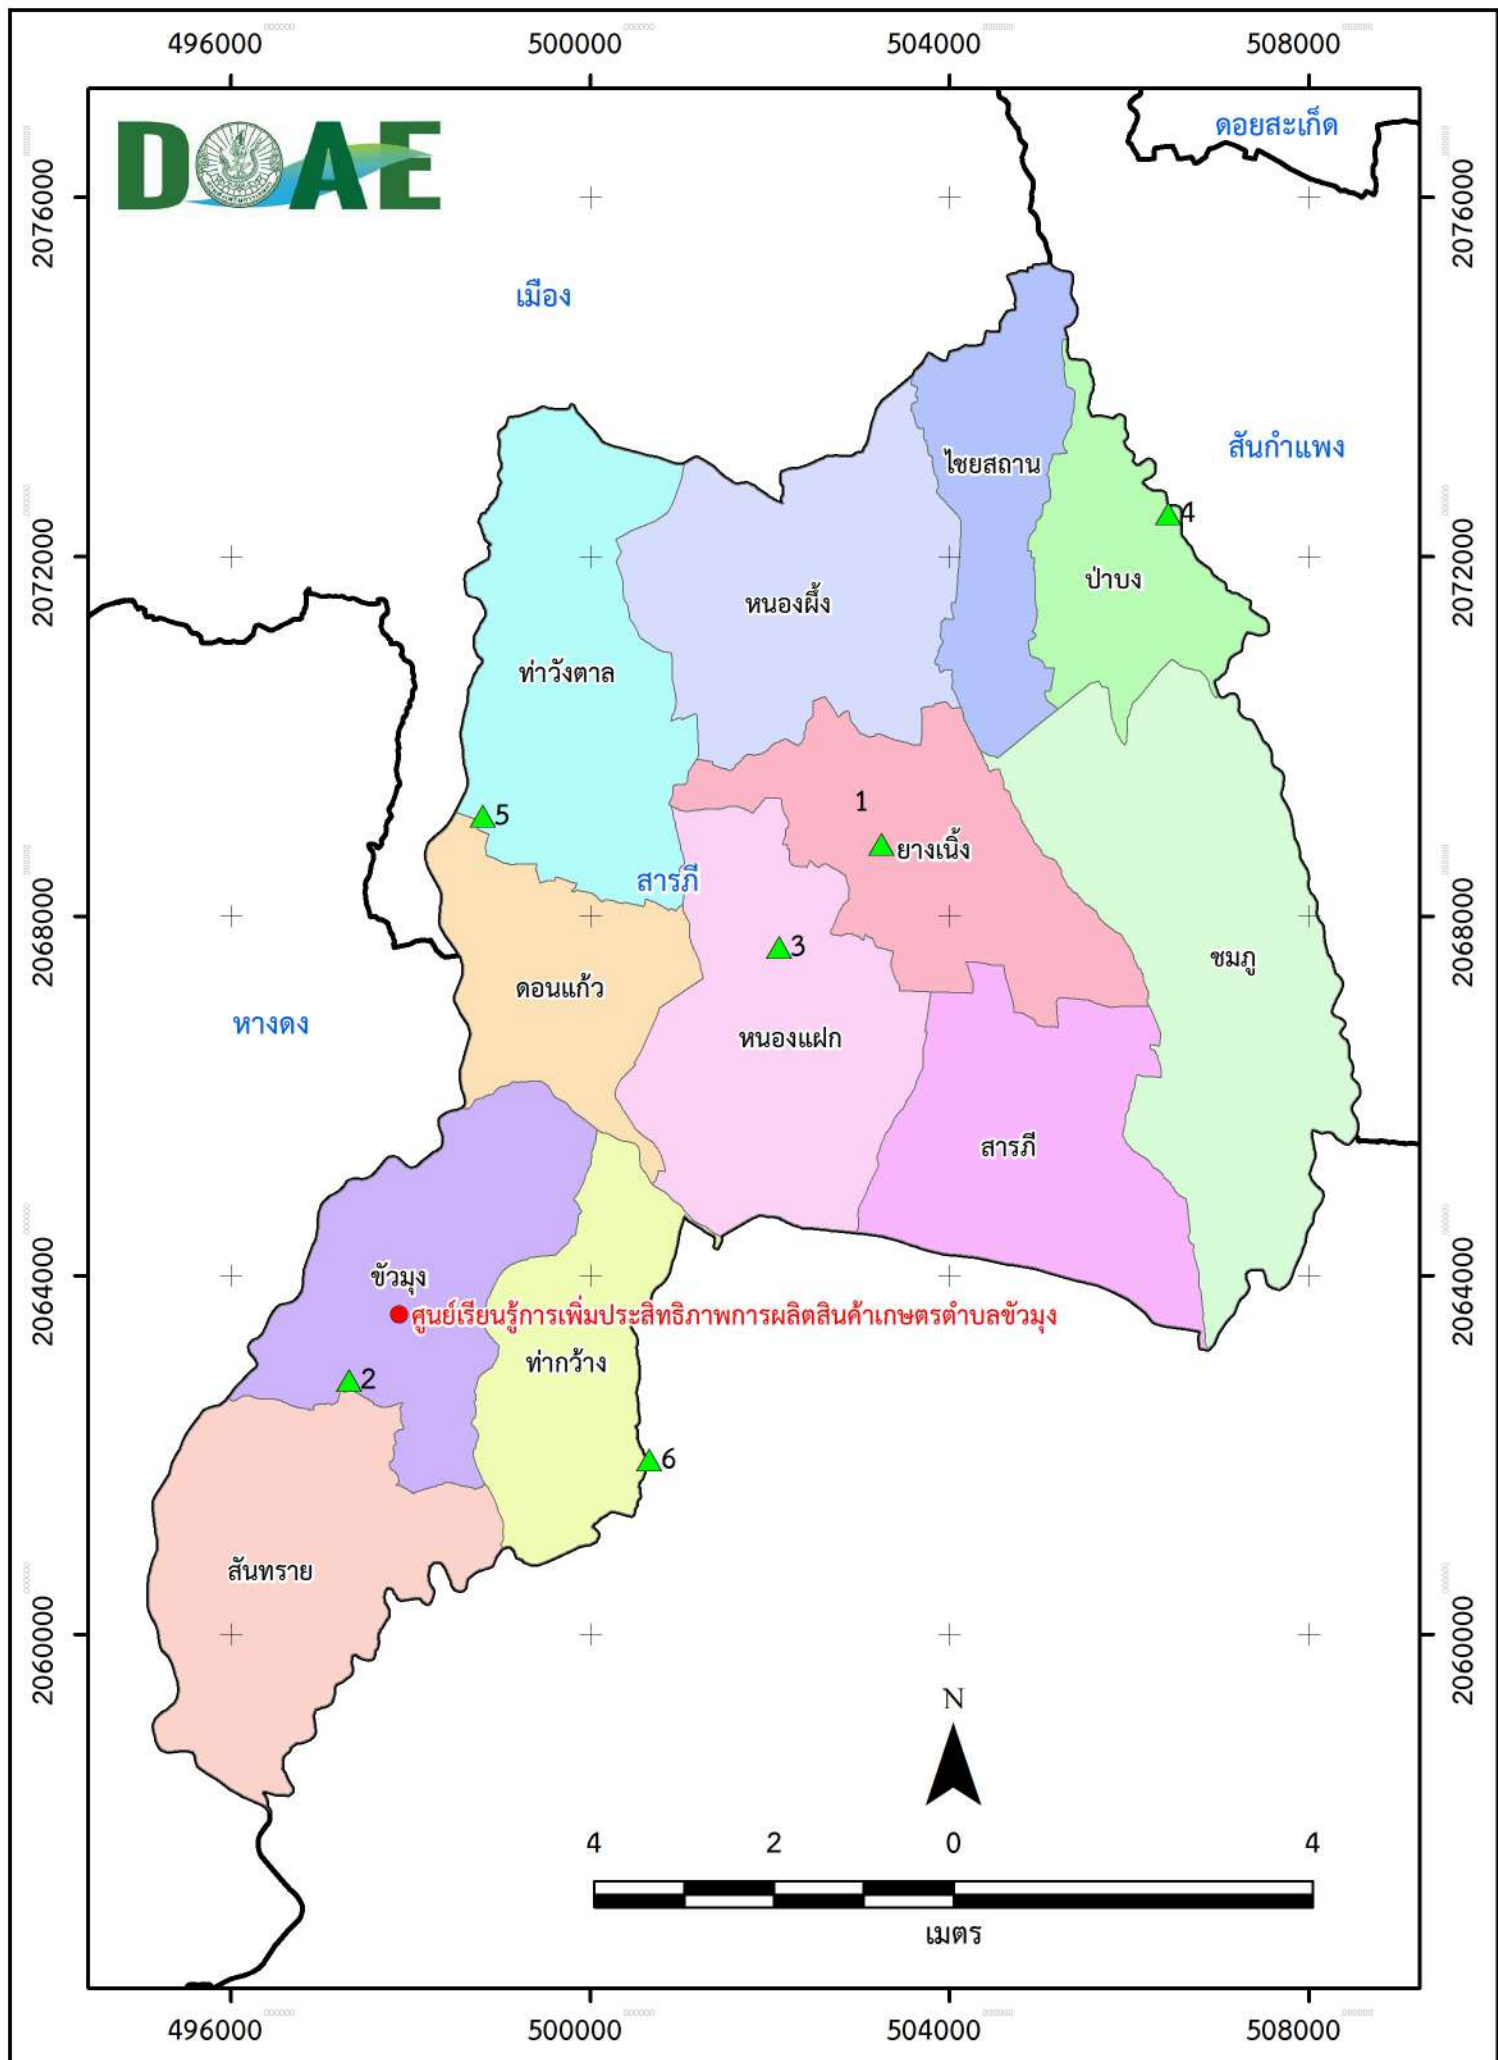 496000 500000 504000 508000
DOAE
ดอยสะเก็ด
2076000 2076000
เมือง
ไชยสถาน
สันกำแพง
4
2072000 2072000
ป่าบง
หนองผึ้ง
ท่าวังตาล
1
5
ยางเนิ้ง
สารภี
2068000 2068000
3
ชมภู
ดอนแก้ว
หางดง
หนองแฝก
สารภี
ขัวมุง
2064000 2064000
ศูนย์เรียนรู้การเพิ่มประสิทธิภาพการผลิตสินค้าเกษตรตำบลขัวมุง
ท่ากว้าง
2
6
สันทราย
2060000 2060000
N
4 2 0 4
เมตร
496000 500000 504000 508000